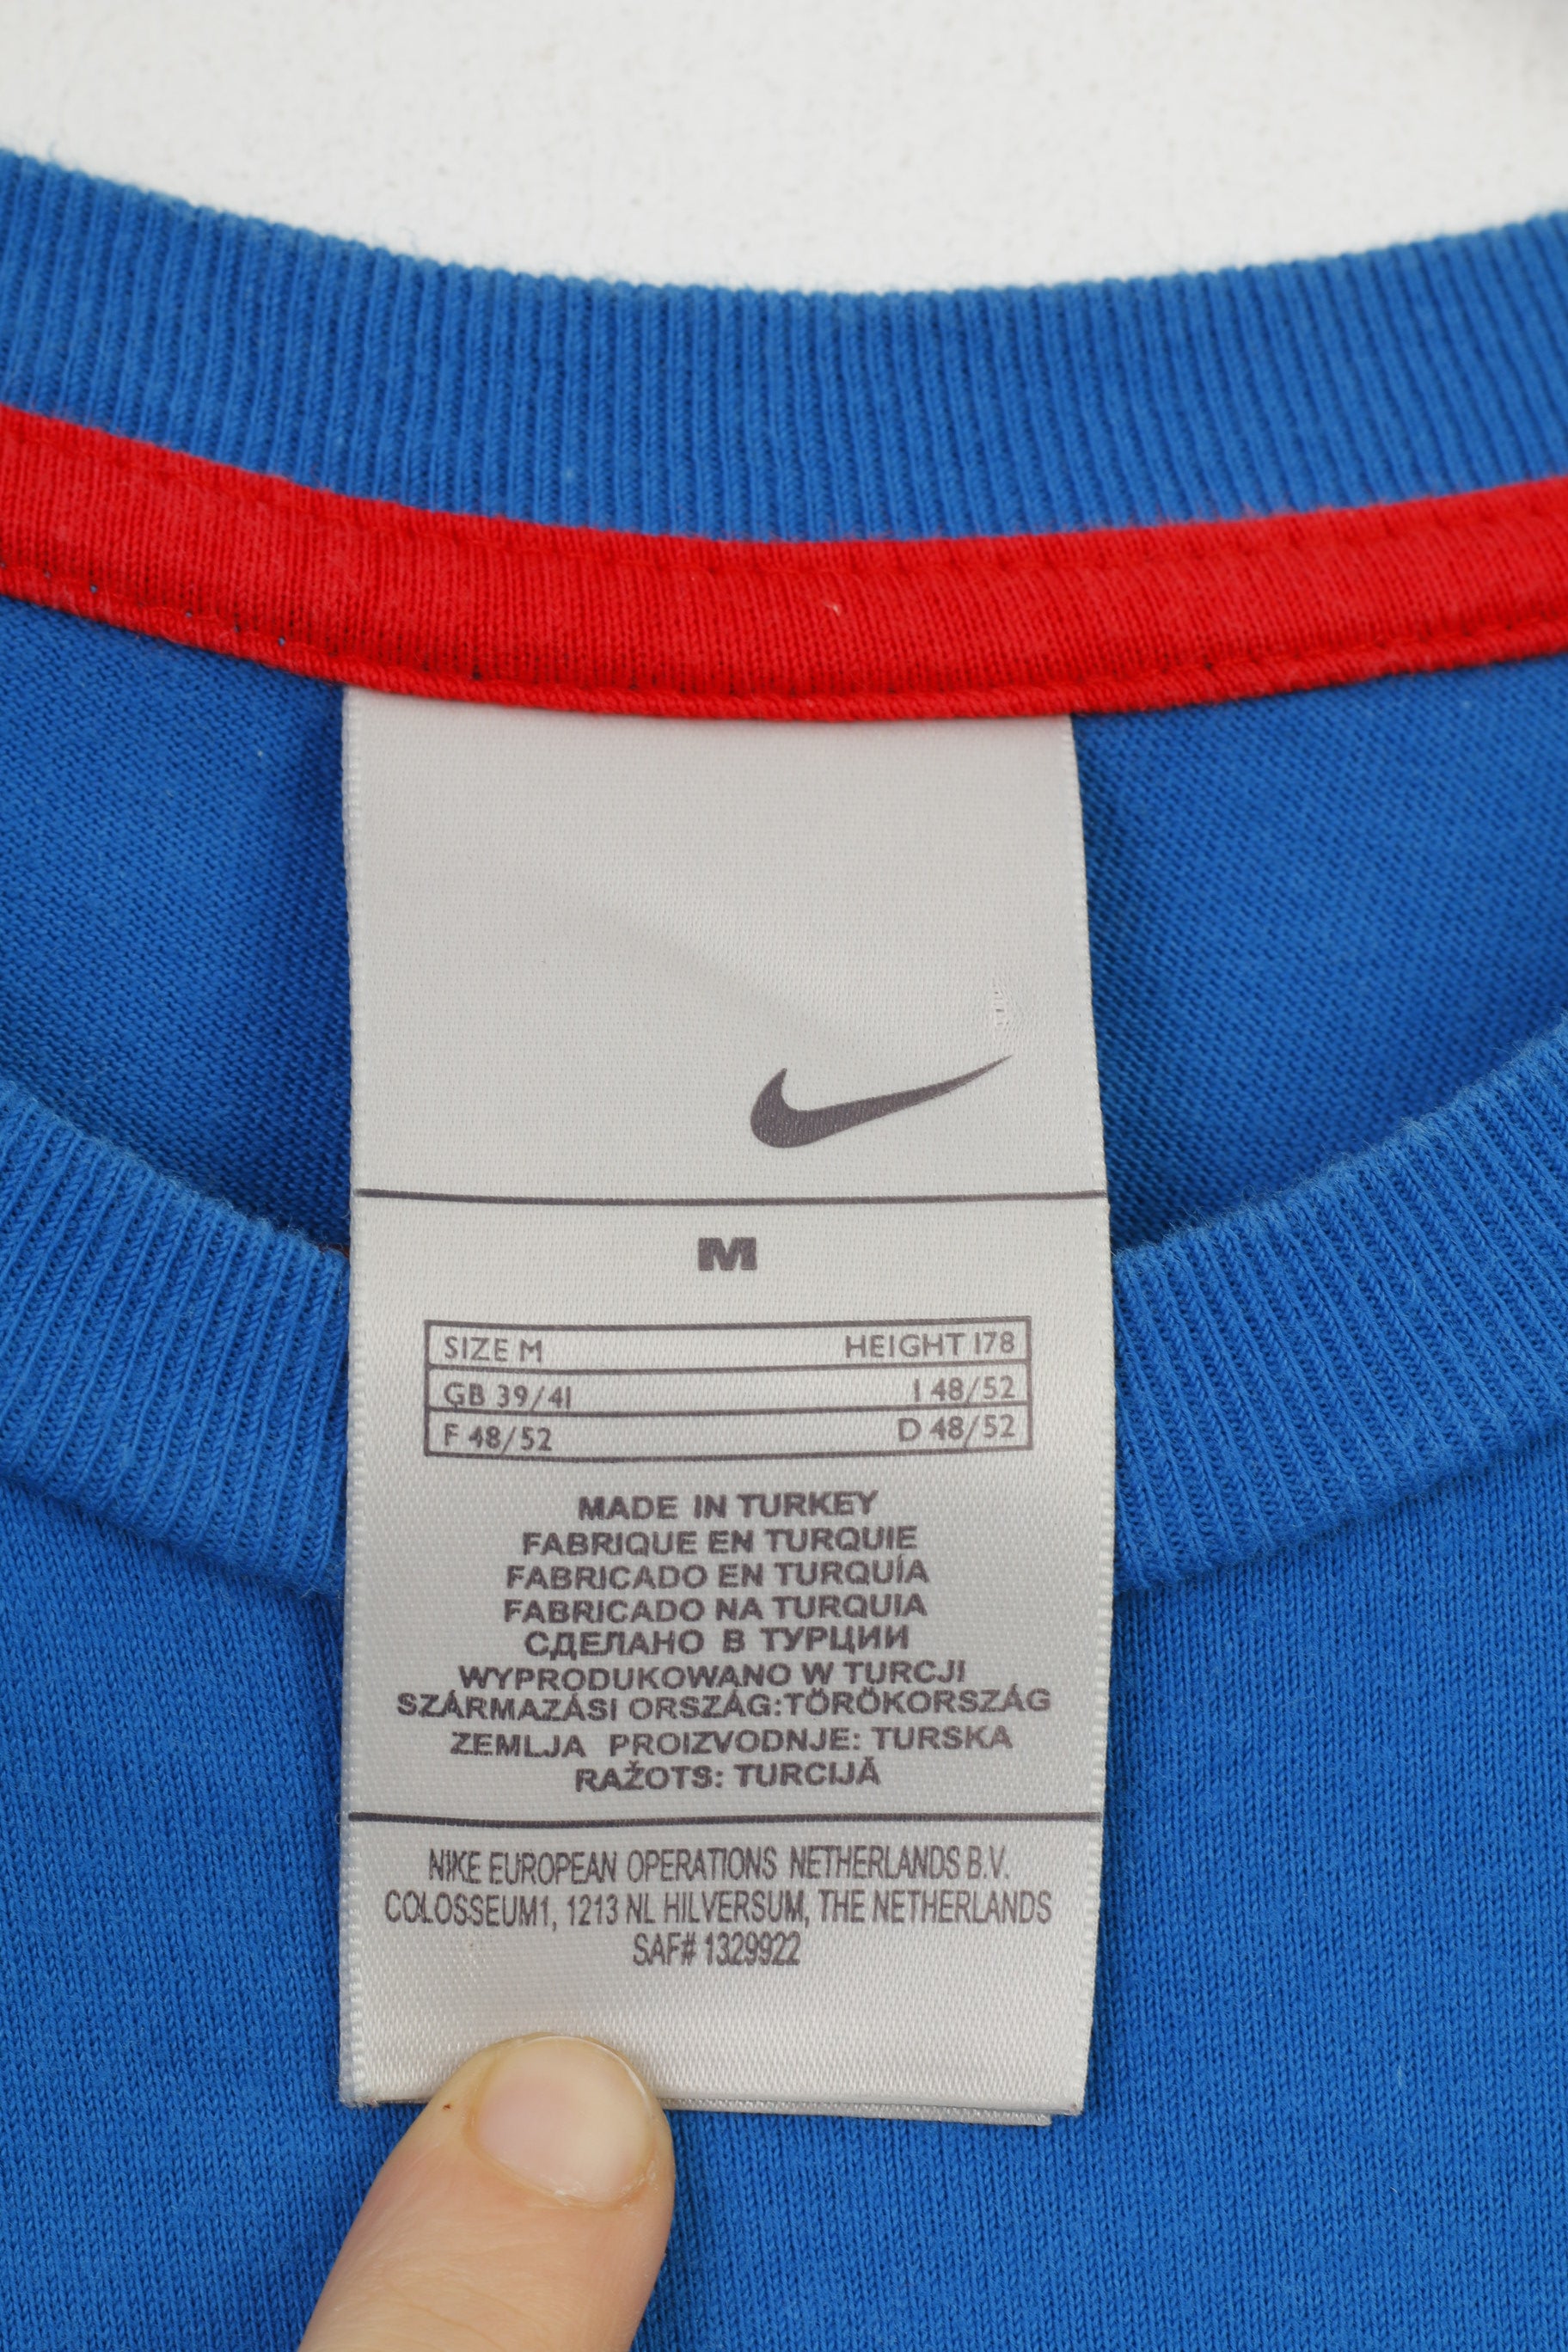 M
SIZE M HEIGHT 178
GB 39/41 I 48/52
F 48/52 D 48/52
MADE IN TURKEY
FABRIQUE EN TURQUIE
FABRICADO EN TURQUÍA
FABRICADO NA TURQUIA
СДЕЛАНО В ТУРЦИИ
WYPRODUKOWANO W TURCJI
SZÁRMAZÁSI ORSZÁG:TÖRÖKORSZÁG
ZEMLJA PROIZVODNJE: TURSKA
RAŽOTS: TURCIJĀ
NIKE EUROPEAN OPERATIONS NETHERLANDS B.V.
COLOSSEUM1, 1213 NL HILVERSUM, THE NETHERLANDS
SAF# 1329922